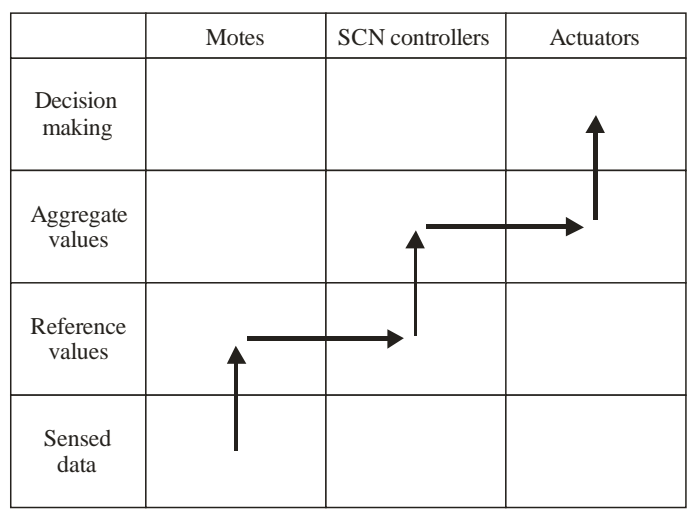 Motes
SCN controllers
Actuators
Decision
making
Aggregate
values
Reference
values
Sensed
data